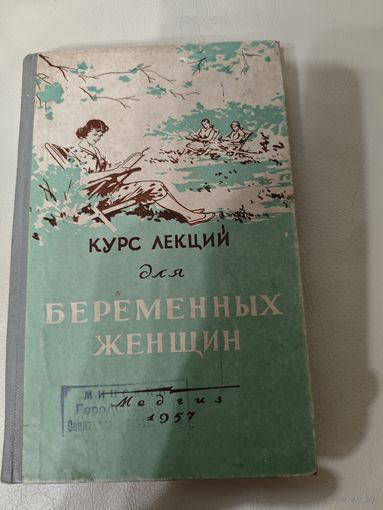 КУРС ЛЕКЦИЙ
для
БЕРЕМЕННЫХ
ЖЕНЩИН
Медгиз
1957